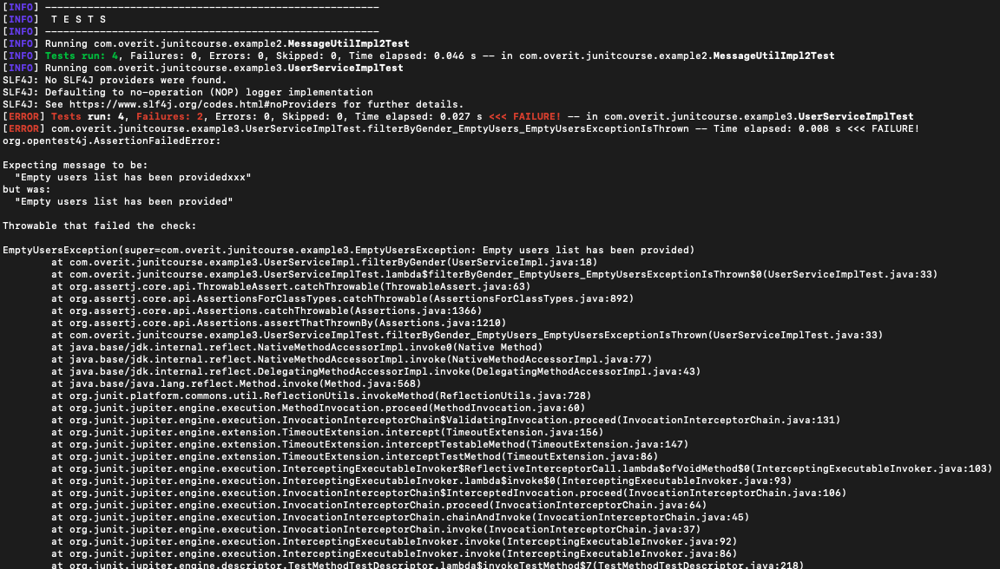 [INFO] -------------------------------------------------------
[INFO]  T E S T S
[INFO] -------------------------------------------------------
[INFO] Running com.overit.junitcourse.example2.MessageUtilImpl2Test
[INFO] Tests run: 4, Failures: 0, Errors: 0, Skipped: 0, Time elapsed: 0.046 s -- in com.overit.junitcourse.example2.MessageUtilImpl2Test
[INFO] Running com.overit.junitcourse.example3.UserServiceImplTest
SLF4J: No SLF4J providers were found.
SLF4J: Defaulting to no-operation (NOP) logger implementation
SLF4J: See https://www.slf4j.org/codes.html#noProviders for further details.
[ERROR] Tests run: 4, Failures: 2, Errors: 0, Skipped: 0, Time elapsed: 0.027 s <<< FAILURE! -- in com.overit.junitcourse.example3.UserServiceImplTest
[ERROR] com.overit.junitcourse.example3.UserServiceImplTest.filterByGender_EmptyUsers_EmptyUsersExceptionIsThrown -- Time elapsed: 0.008 s <<< FAILURE!
org.opentest4j.AssertionFailedError:
Expecting message to be:
  "Empty users list has been providedxxx"
but was:
  "Empty users list has been provided"
Throwable that failed the check:
EmptyUsersException(super=com.overit.junitcourse.example3.EmptyUsersException: Empty users list has been provided)
        at com.overit.junitcourse.example3.UserServiceImpl.filterByGender(UserServiceImpl.java:18)
        at com.overit.junitcourse.example3.UserServiceImplTest.lambda$filterByGender_EmptyUsers_EmptyUsersExceptionIsThrown$0(UserServiceImplTest.java:33)
        at org.assertj.core.api.ThrowableAssert.catchThrowable(ThrowableAssert.java:63)
        at org.assertj.core.api.AssertionsForClassTypes.catchThrowable(AssertionsForClassTypes.java:892)
        at org.assertj.core.api.Assertions.catchThrowable(Assertions.java:1366)
        at org.assertj.core.api.Assertions.assertThatThrownBy(Assertions.java:1210)
        at com.overit.junitcourse.example3.UserServiceImplTest.filterByGender_EmptyUsers_EmptyUsersExceptionIsThrown(UserServiceImplTest.java:33)
        at java.base/jdk.internal.reflect.NativeMethodAccessorImpl.invoke0(Native Method)
        at java.base/jdk.internal.reflect.NativeMethodAccessorImpl.invoke(NativeMethodAccessorImpl.java:77)
        at java.base/jdk.internal.reflect.DelegatingMethodAccessorImpl.invoke(DelegatingMethodAccessorImpl.java:43)
        at java.base/java.lang.reflect.Method.invoke(Method.java:568)
        at org.junit.platform.commons.util.ReflectionUtils.invokeMethod(ReflectionUtils.java:728)
        at org.junit.jupiter.engine.execution.MethodInvocation.proceed(MethodInvocation.java:60)
        at org.junit.jupiter.engine.execution.InvocationInterceptorChain$ValidatingInvocation.proceed(InvocationInterceptorChain.java:131)
        at org.junit.jupiter.engine.extension.TimeoutExtension.intercept(TimeoutExtension.java:156)
        at org.junit.jupiter.engine.extension.TimeoutExtension.interceptTestableMethod(TimeoutExtension.java:147)
        at org.junit.jupiter.engine.extension.TimeoutExtension.interceptTestMethod(TimeoutExtension.java:86)
        at org.junit.jupiter.engine.execution.InterceptingExecutableInvoker$ReflectiveInterceptorCall.lambda$ofVoidMethod$0(InterceptingExecutableInvoker.java:103)
        at org.junit.jupiter.engine.execution.InterceptingExecutableInvoker.lambda$invoke$0(InterceptingExecutableInvoker.java:93)
        at org.junit.jupiter.engine.execution.InvocationInterceptorChain$InterceptedInvocation.proceed(InvocationInterceptorChain.java:106)
        at org.junit.jupiter.engine.execution.InvocationInterceptorChain.proceed(InvocationInterceptorChain.java:64)
        at org.junit.jupiter.engine.execution.InvocationInterceptorChain.chainAndInvoke(InvocationInterceptorChain.java:45)
        at org.junit.jupiter.engine.execution.InvocationInterceptorChain.invoke(InvocationInterceptorChain.java:37)
        at org.junit.jupiter.engine.execution.InterceptingExecutableInvoker.invoke(InterceptingExecutableInvoker.java:92)
        at org.junit.jupiter.engine.execution.InterceptingExecutableInvoker.invoke(InterceptingExecutableInvoker.java:86)
        at org.junit.jupiter.engine.descriptor.TestMethodTestDescriptor.lambda$invokeTestMethod$7(TestMethodTestDescriptor.java:218)